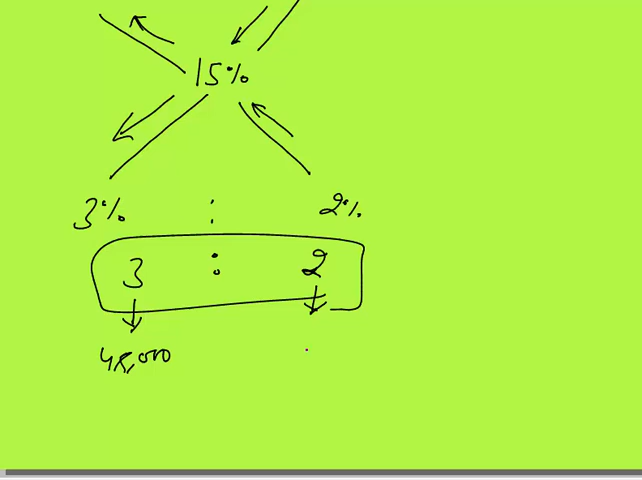 15%
3% : 2%
3 : 2
48,000